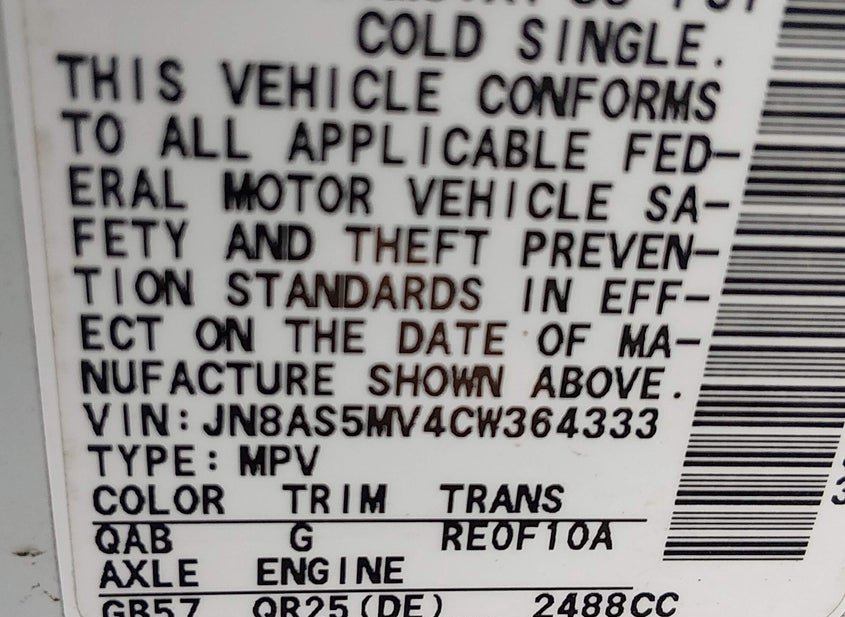 COLD SINGLE.
THIS VEHICLE CONFORMS
TO ALL APPLICABLE FED-
ERAL MOTOR VEHICLE SA-
FETY AND THEFT PREVEN-
TION STANDARDS IN EFF-
ECT ON THE DATE OF MA-
NUFACTURE SHOWN ABOVE.
VIN:JN8AS5MV4CW364333
TYPE:MPV
COLOR TRIM TRANS
QAB G RE0F10A
AXLE ENGINE
GB57 QR25(DE) 2488CC